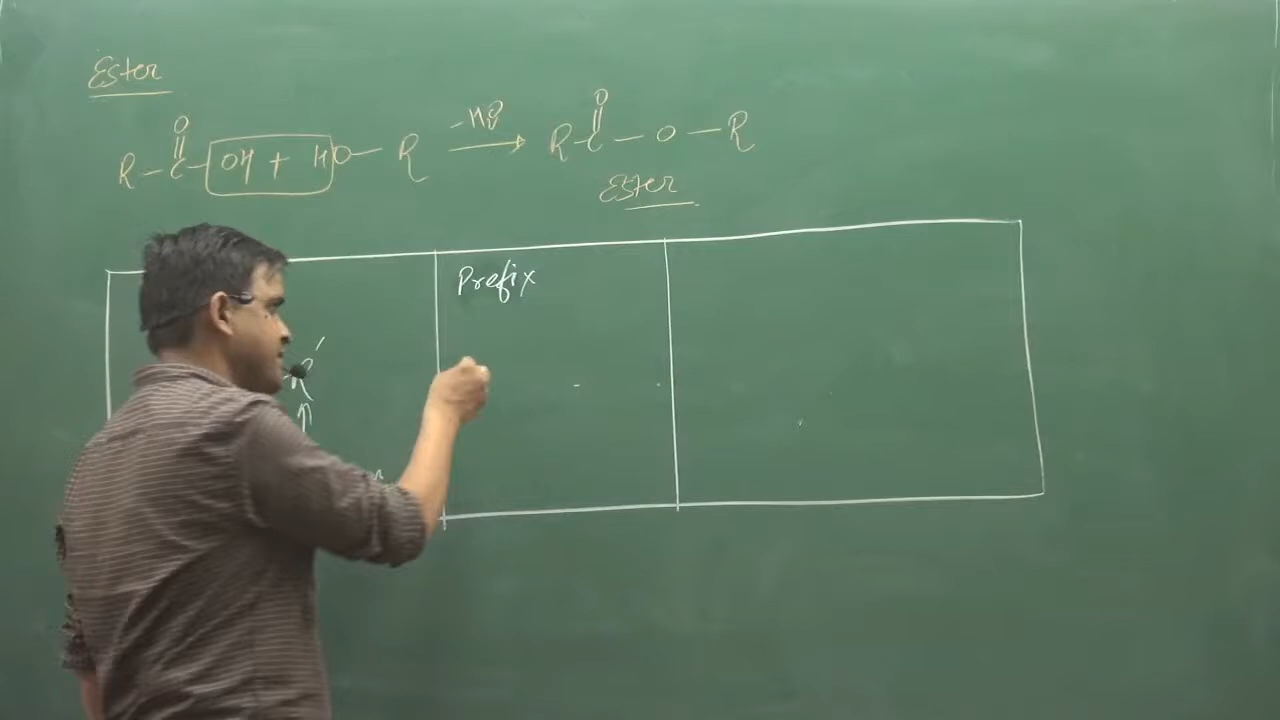 Ester
R-C(=O)-OH + HO-R -H2O→ R-C(=O)-O-R
Ester
Prefix
R'